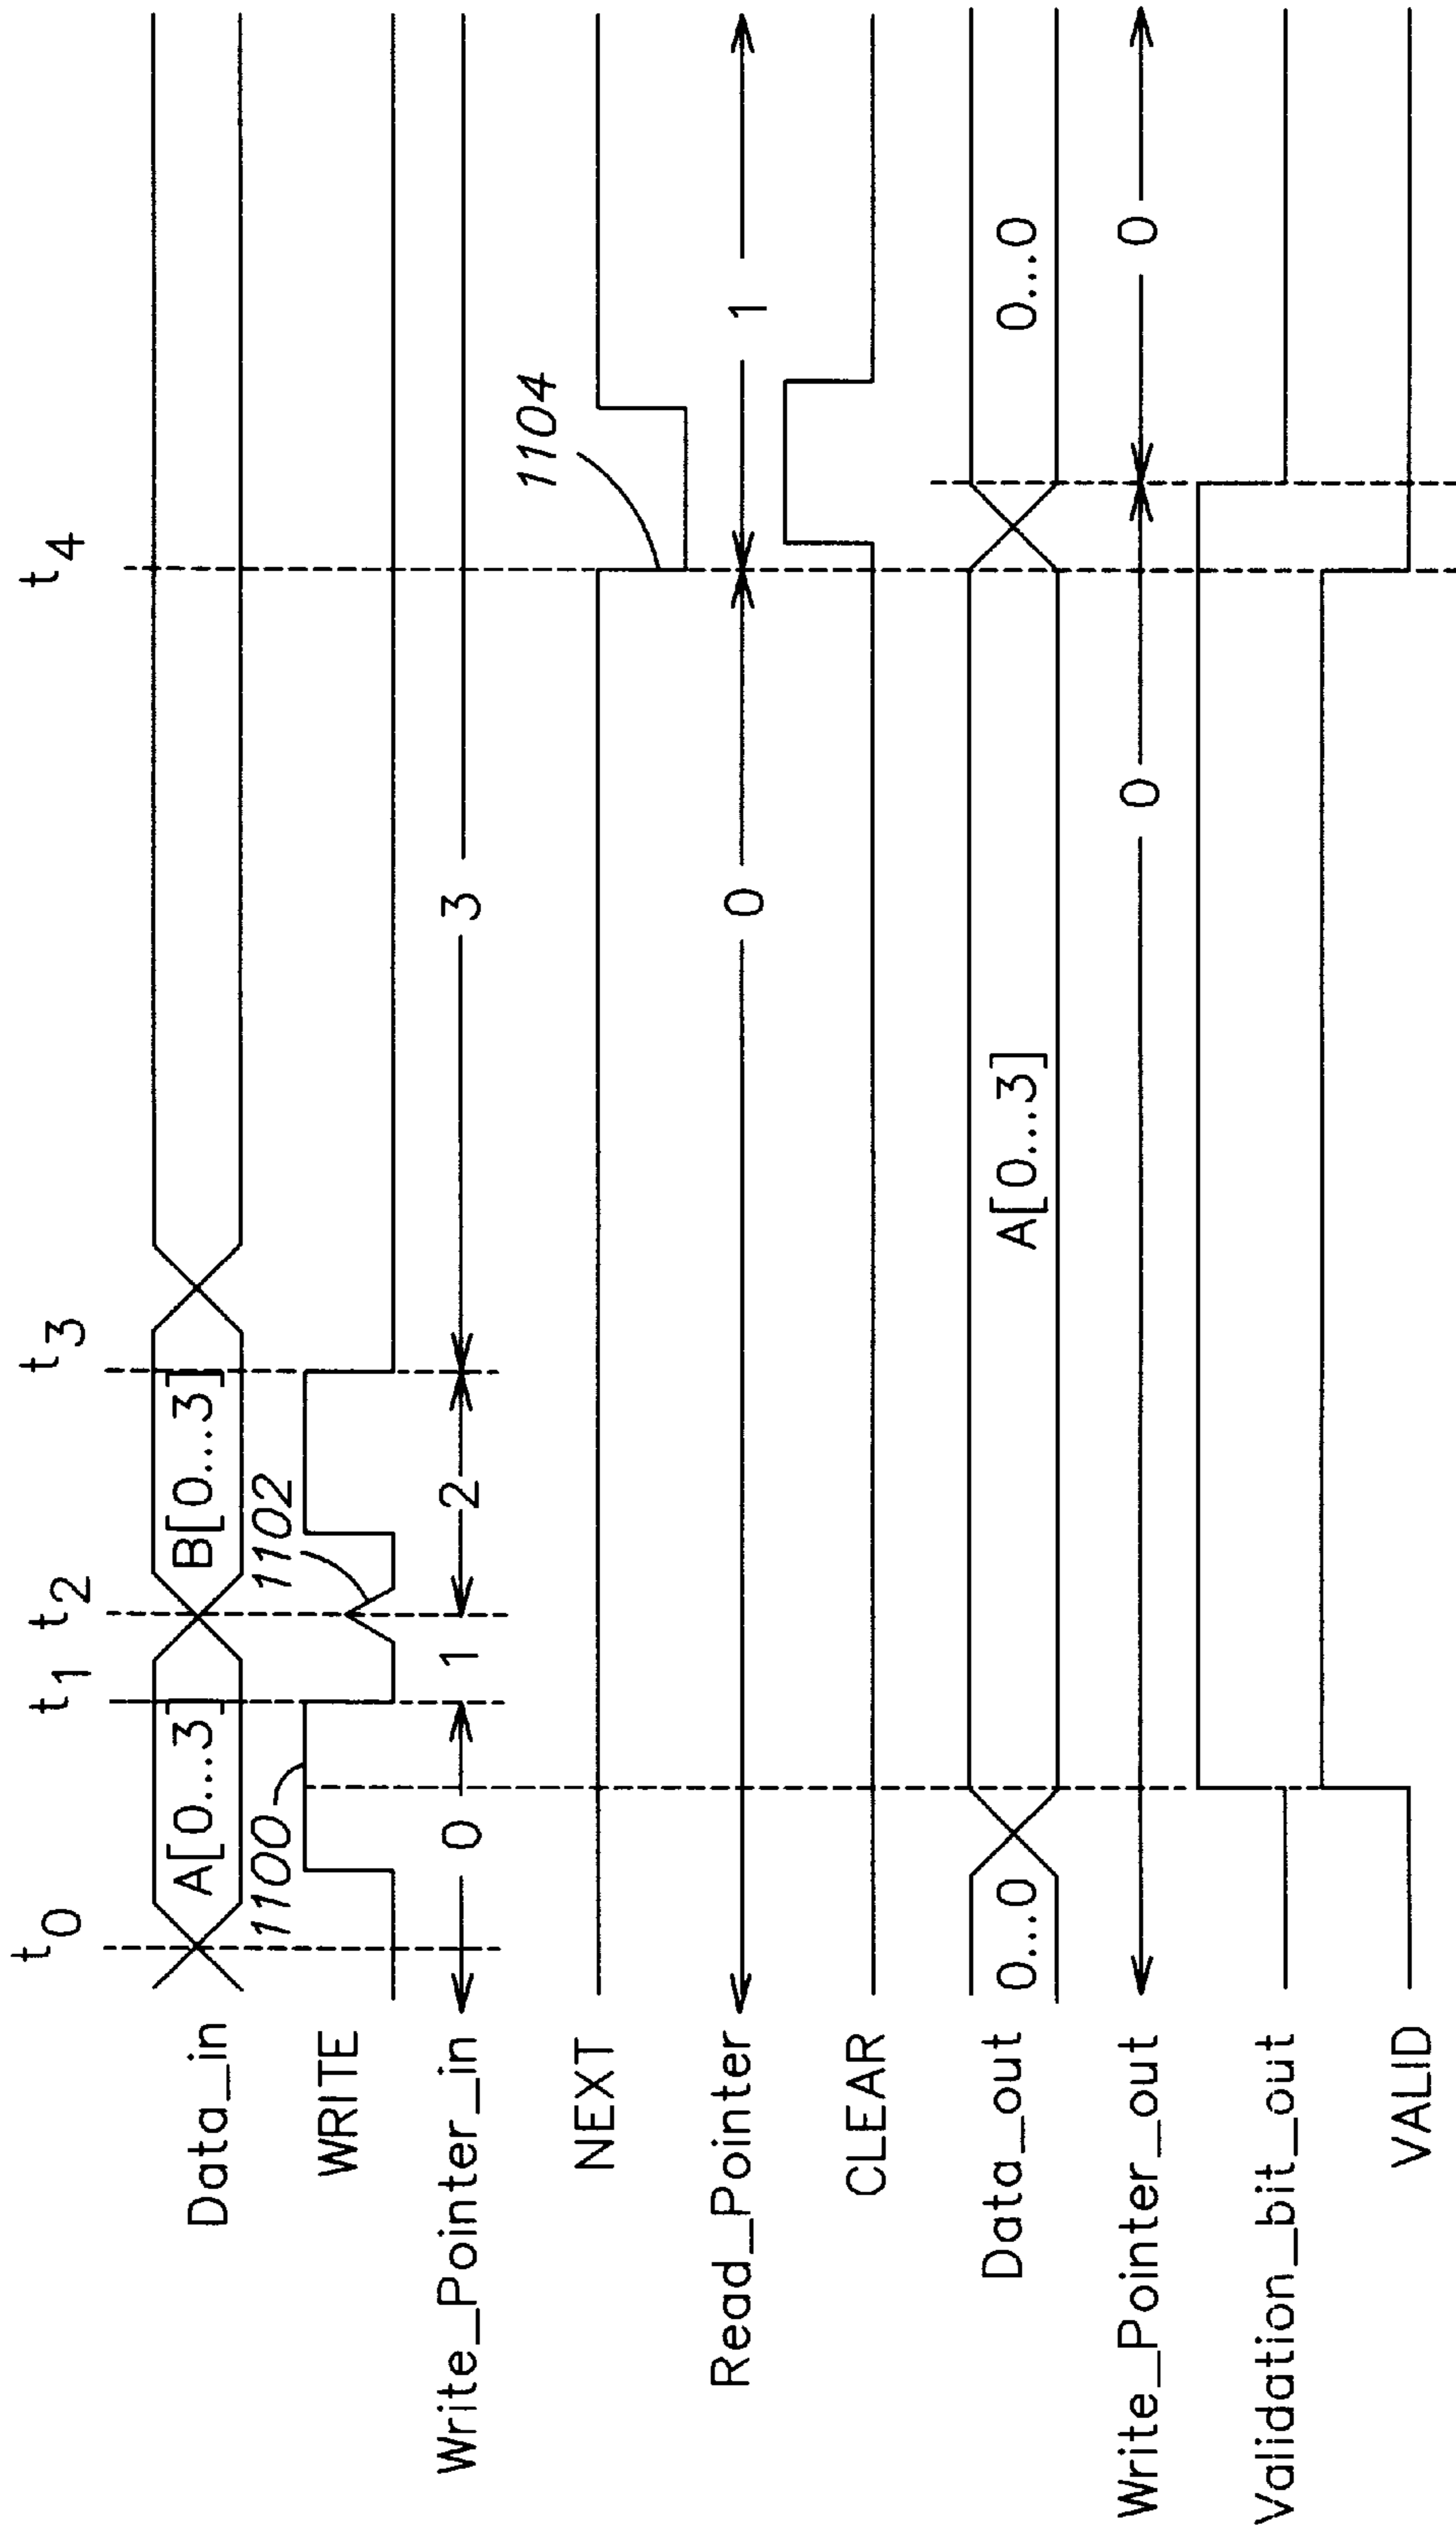 t0 t1 t2 t3 t4
Data_in A[0...3] B[0...3]
1100 1102
WRITE
Write_Pointer_in 0 1 2 3
1104
NEXT
Read_Pointer 0 1
CLEAR
Data_out 0...0 A[0...3] 0...0
Write_Pointer_out 0 0
Validation_bit_out
VALID